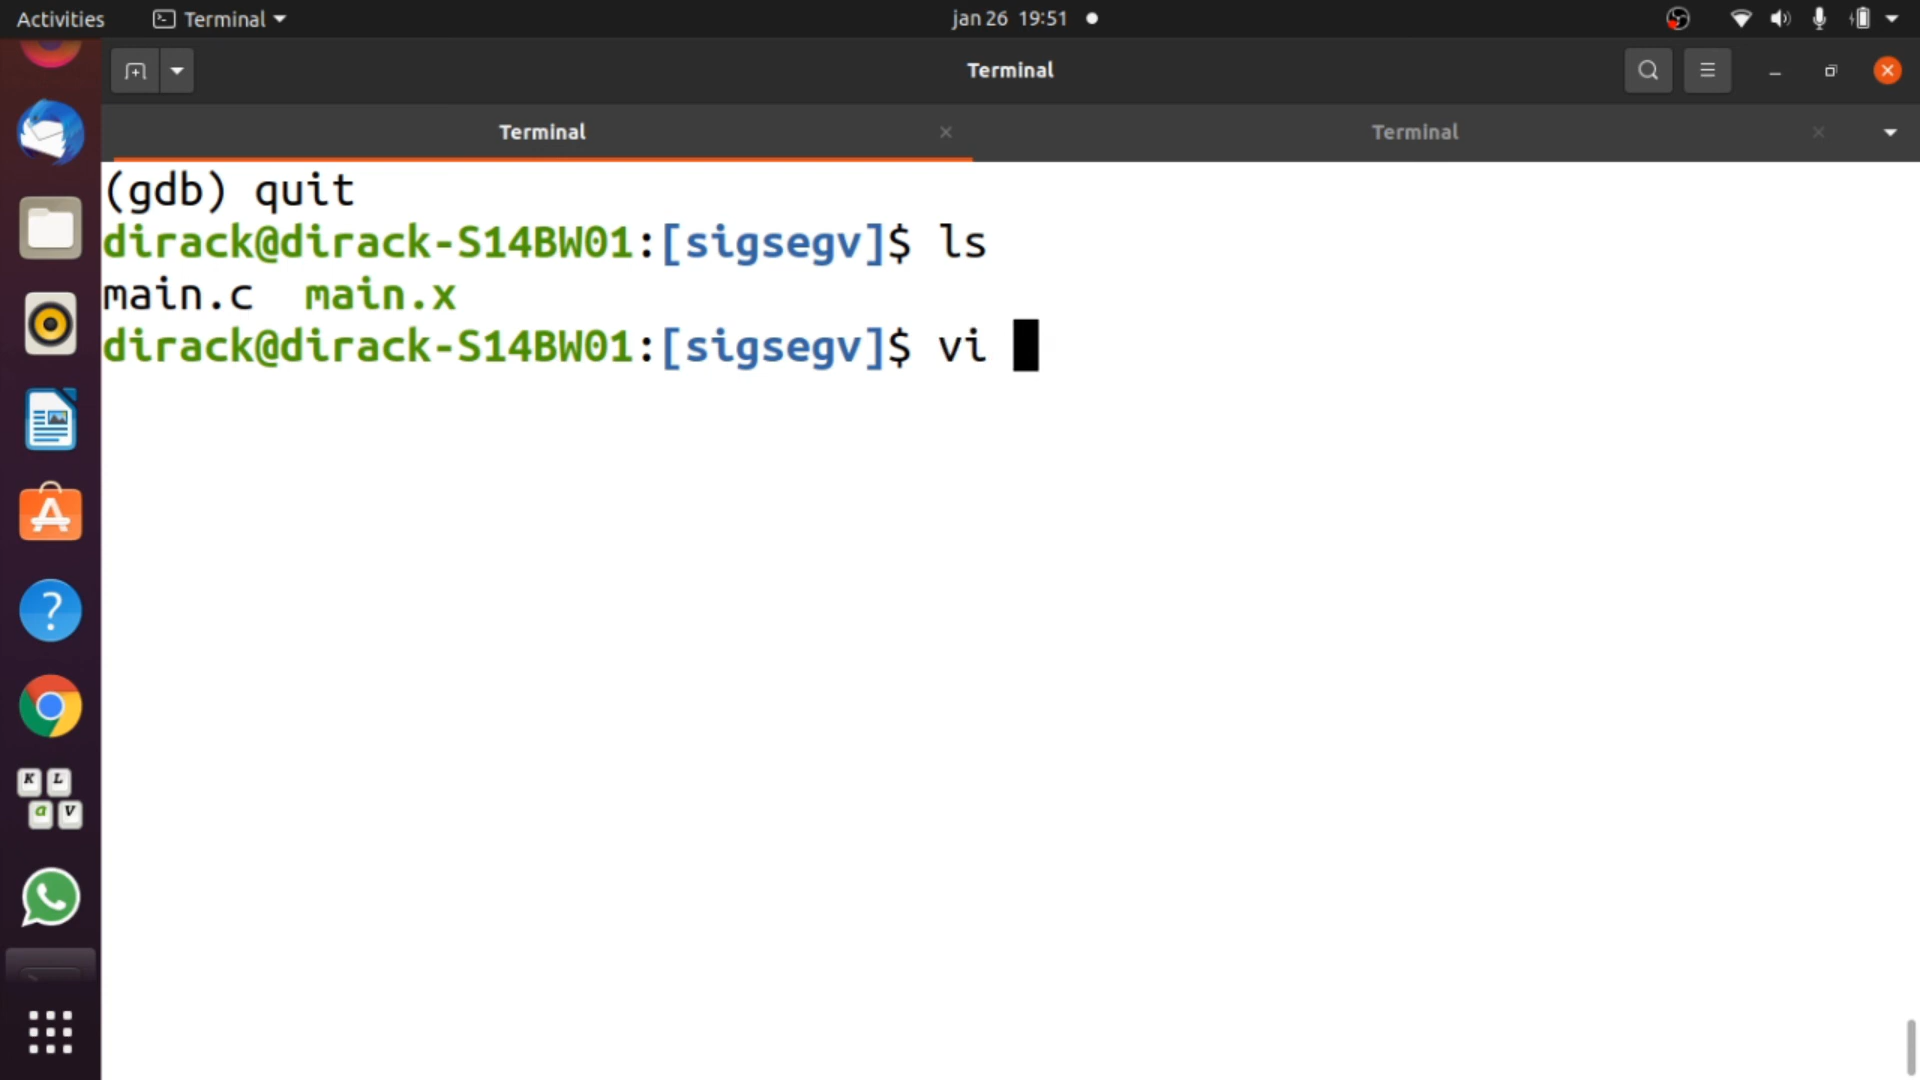 Activities Terminal jan 26 19:51
Terminal
Terminal Terminal
(gdb) quit
dirack@dirack-S14BW01:[sigsegv]$ ls
main.c main.x
dirack@dirack-S14BW01:[sigsegv]$ vi
K L
a V